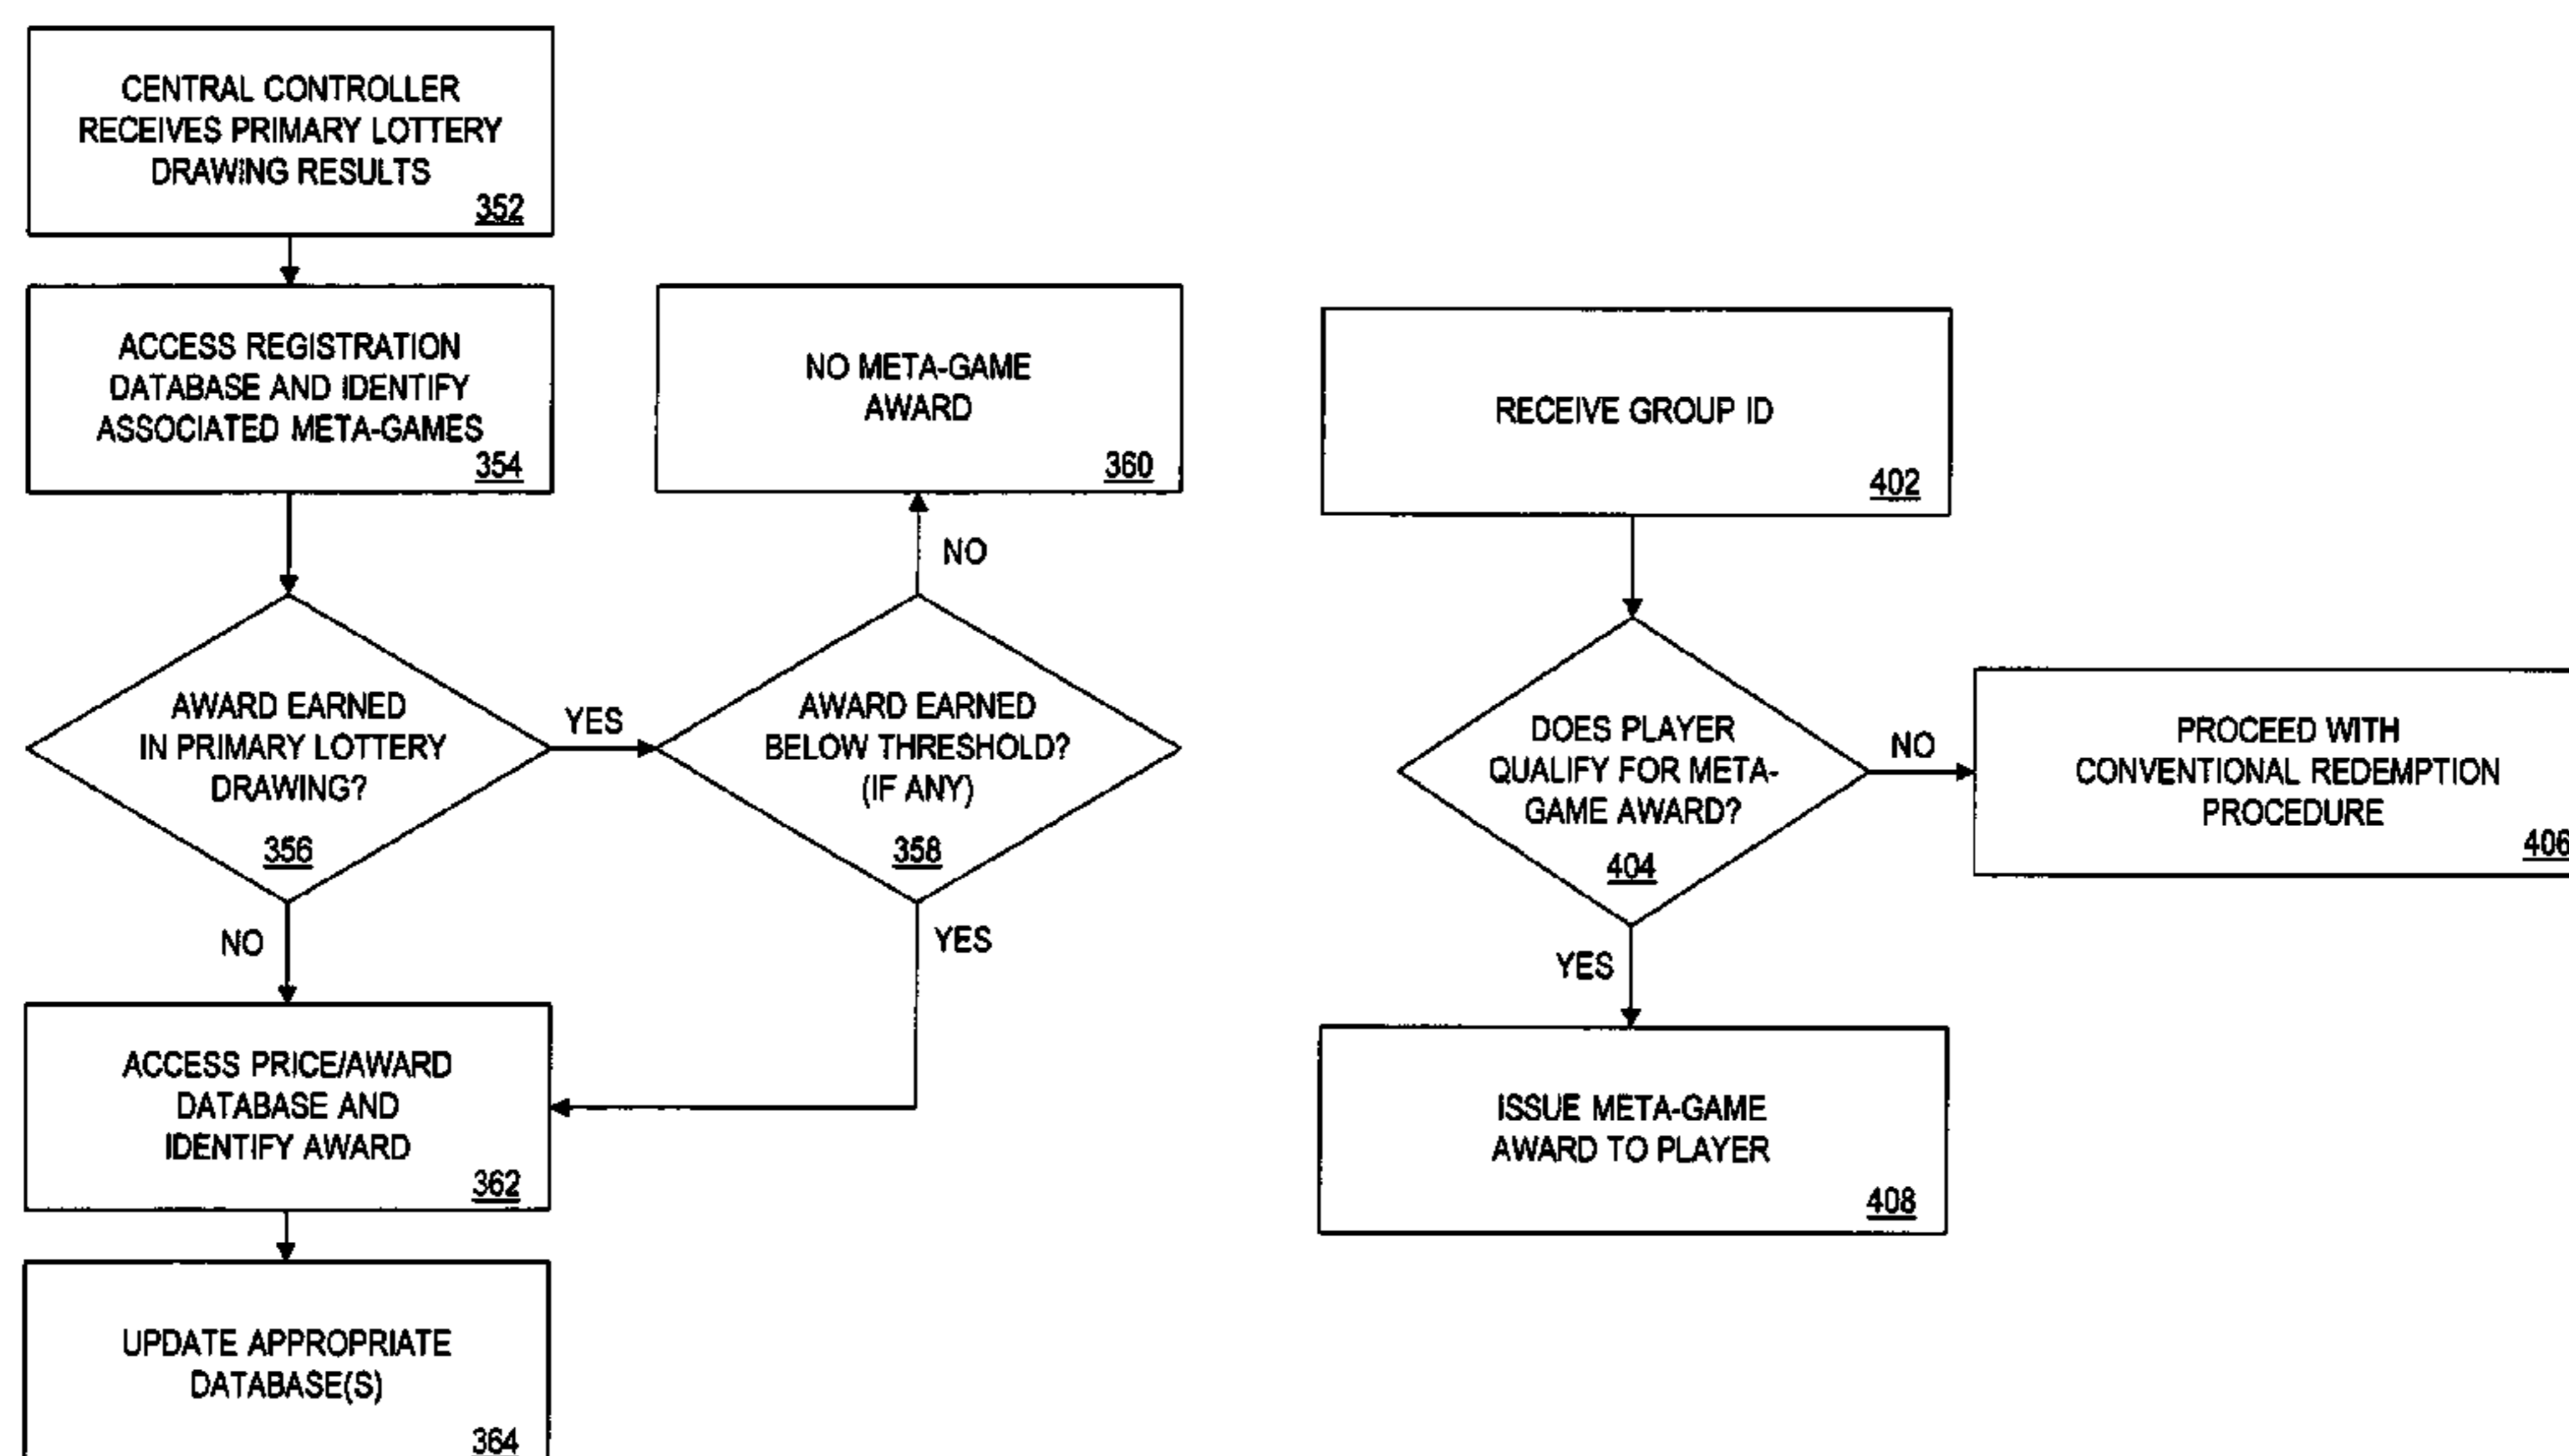 CENTRAL CONTROLLER
RECEIVES PRIMARY LOTTERY
DRAWING RESULTS
352
ACCESS REGISTRATION
DATABASE AND IDENTIFY
ASSOCIATED META-GAMES
354
NO META-GAME
AWARD
360
NO
AWARD EARNED
IN PRIMARY LOTTERY
DRAWING?
356
YES
AWARD EARNED
BELOW THRESHOLD?
(IF ANY)
358
NO
YES
ACCESS PRICE/AWARD
DATABASE AND
IDENTIFY AWARD
362
UPDATE APPROPRIATE
DATABASE(S)
364
RECEIVE GROUP ID
402
DOES PLAYER
QUALIFY FOR META-
GAME AWARD?
404
NO
PROCEED WITH
CONVENTIONAL REDEMPTION
PROCEDURE
406
YES
ISSUE META-GAME
AWARD TO PLAYER
408